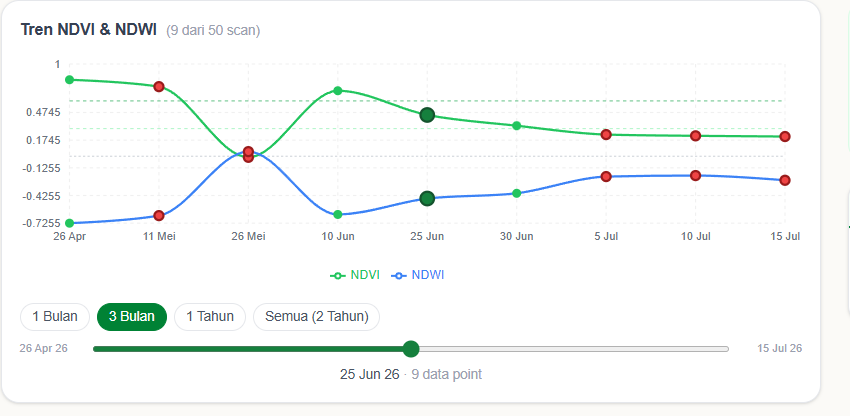 Tren NDVI & NDWI (9 dari 50 scan)
1
0.4745
0.1745
-0.1255
-0.4255
-0.7255
26 Apr 11 Mei 26 Mei 10 Jun 25 Jun 30 Jun 5 Jul 10 Jul 15 Jul
NDVI NDWI
1 Bulan 3 Bulan 1 Tahun Semua (2 Tahun)
26 Apr 26 15 Jul 26
25 Jun 26 · 9 data point